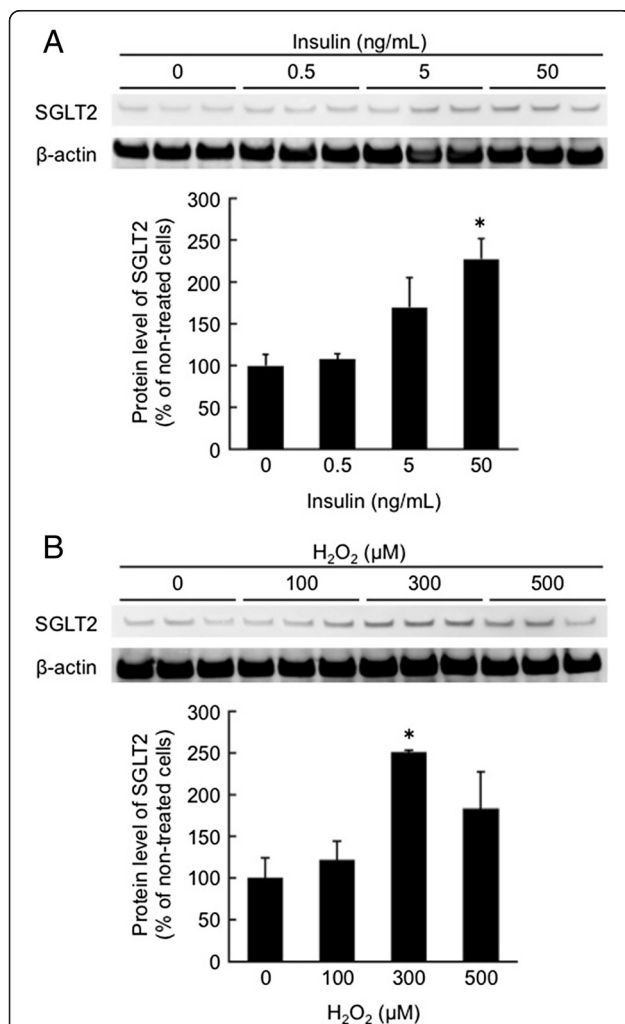 A
Insulin (ng/mL)
0 0.5 5 50
SGLT2
β-actin
Protein level of SGLT2
(% of non-treated cells)
300
250
200
150
100
50
0
*
0 0.5 5 50
Insulin (ng/mL)
B
H₂O₂ (µM)
0 100 300 500
SGLT2
β-actin
Protein level of SGLT2
(% of non-treated cells)
300
250
200
150
100
50
0
*
0 100 300 500
H₂O₂ (µM)